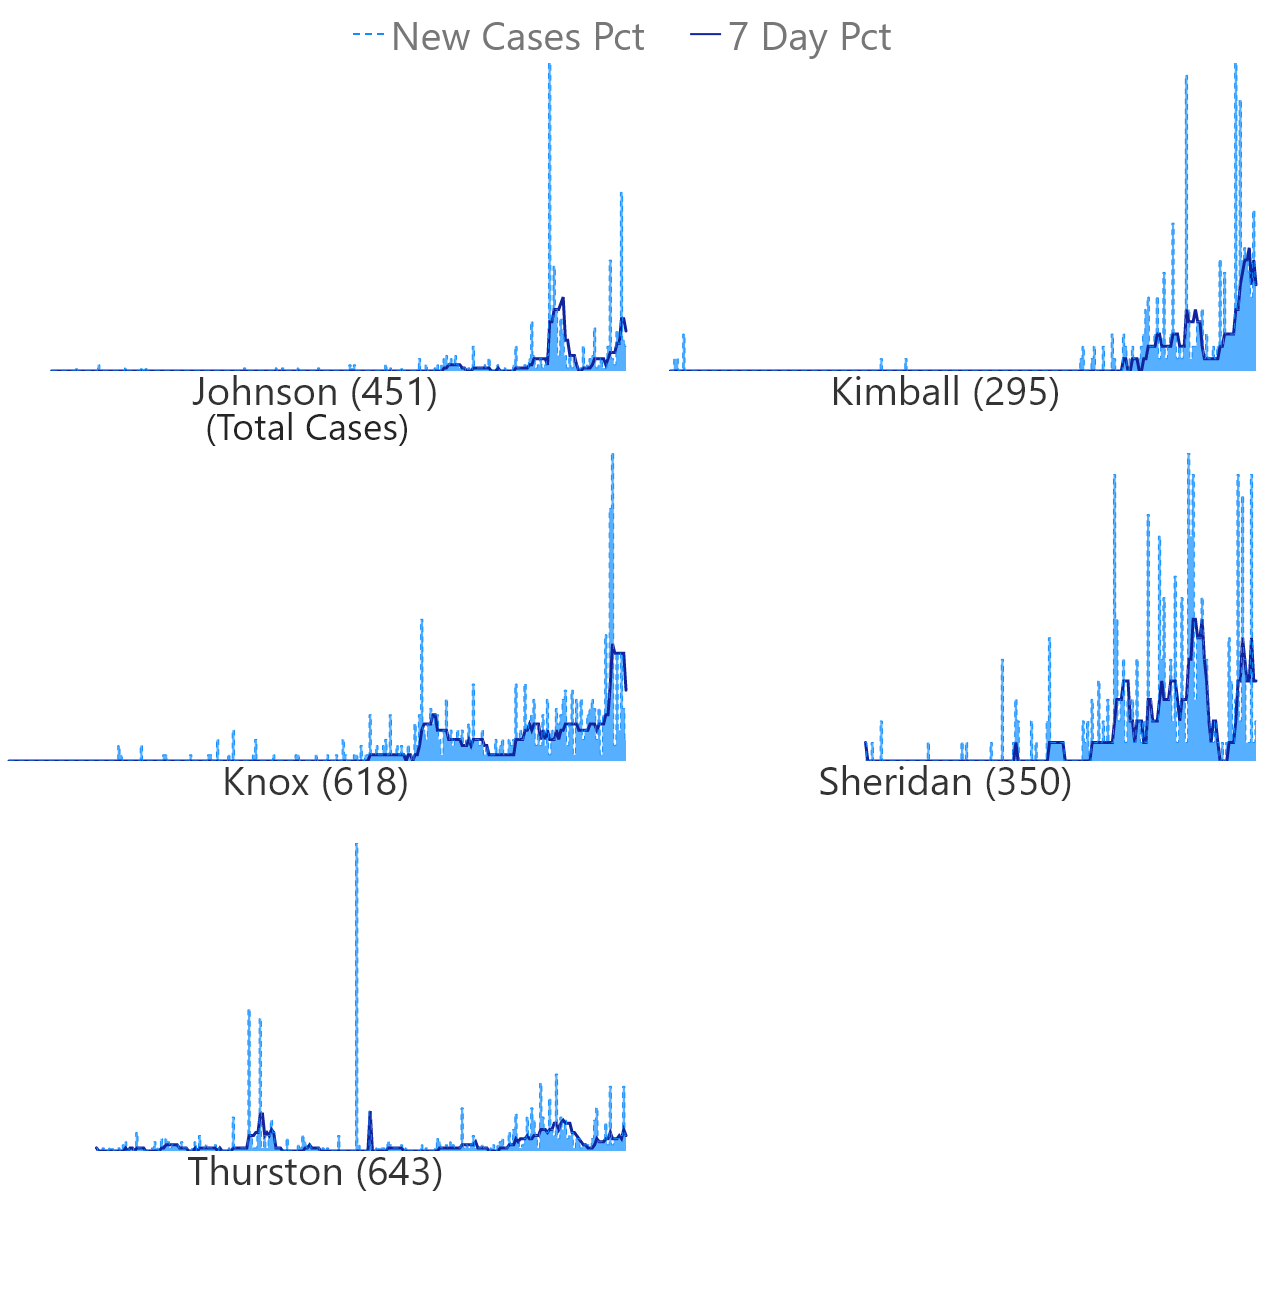 New Cases Pct 7 Day Pct
Johnson (451)
(Total Cases)
Kimball (295)
Knox (618)
Sheridan (350)
Thurston (643)